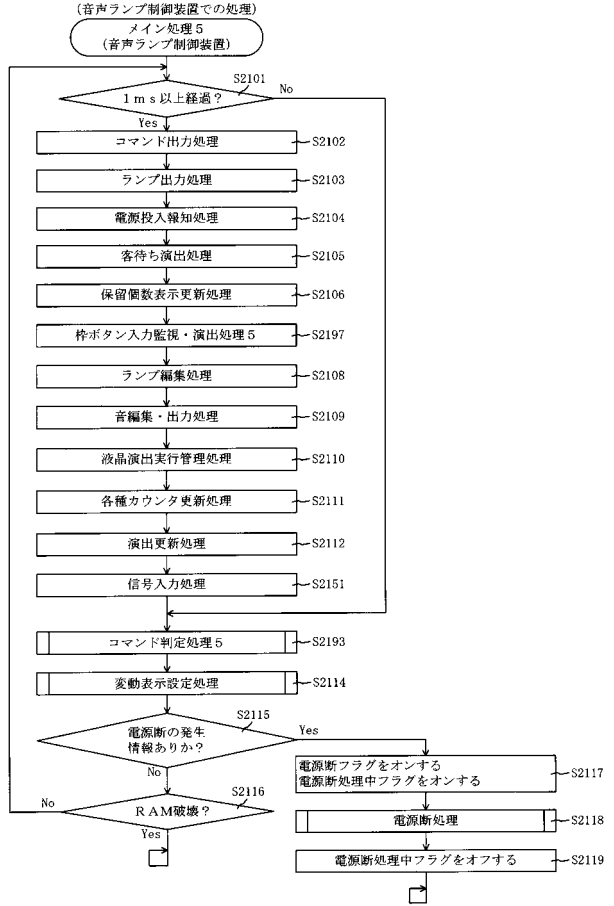 (音声ランプ制御装置での処理)
メイン処理5
(音声ランプ制御装置)
S2101
1ms以上経過?
No
Yes
コマンド出力処理
S2102
ランプ出力処理
S2103
電源投入報知処理
S2104
客待ち演出処理
S2105
保留個数表示更新処理
S2106
枠ボタン入力監視・演出処理5
S2197
ランプ編集処理
S2108
音編集・出力処理
S2109
液晶演出実行管理処理
S2110
各種カウンタ更新処理
S2111
演出更新処理
S2112
信号入力処理
S2151
コマンド判定処理5
S2193
変動表示設定処理
S2114
S2115
電源断の発生
情報ありか?
Yes
No
電源断フラグをオンする
電源断処理中フラグをオンする
S2117
S2116
RAM破壊?
No
Yes
電源断処理
S2118
電源断処理中フラグをオフする
S2119